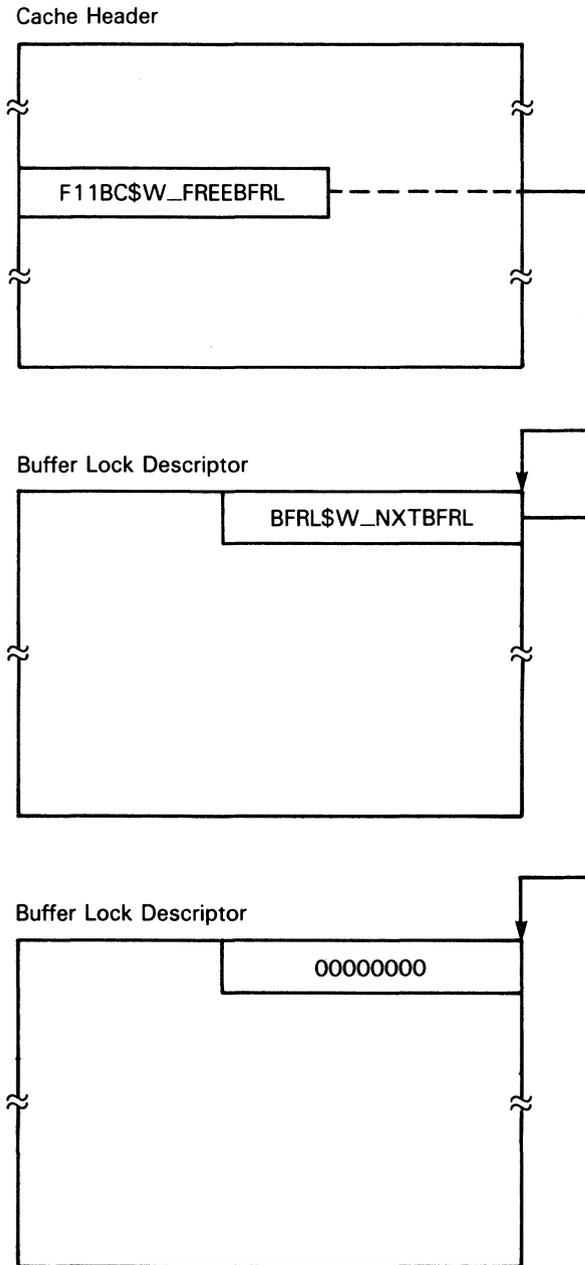 Cache Header
F11BC$W_FREEBFRL
Buffer Lock Descriptor
BFRL$W_NXTBFRL
Buffer Lock Descriptor
00000000